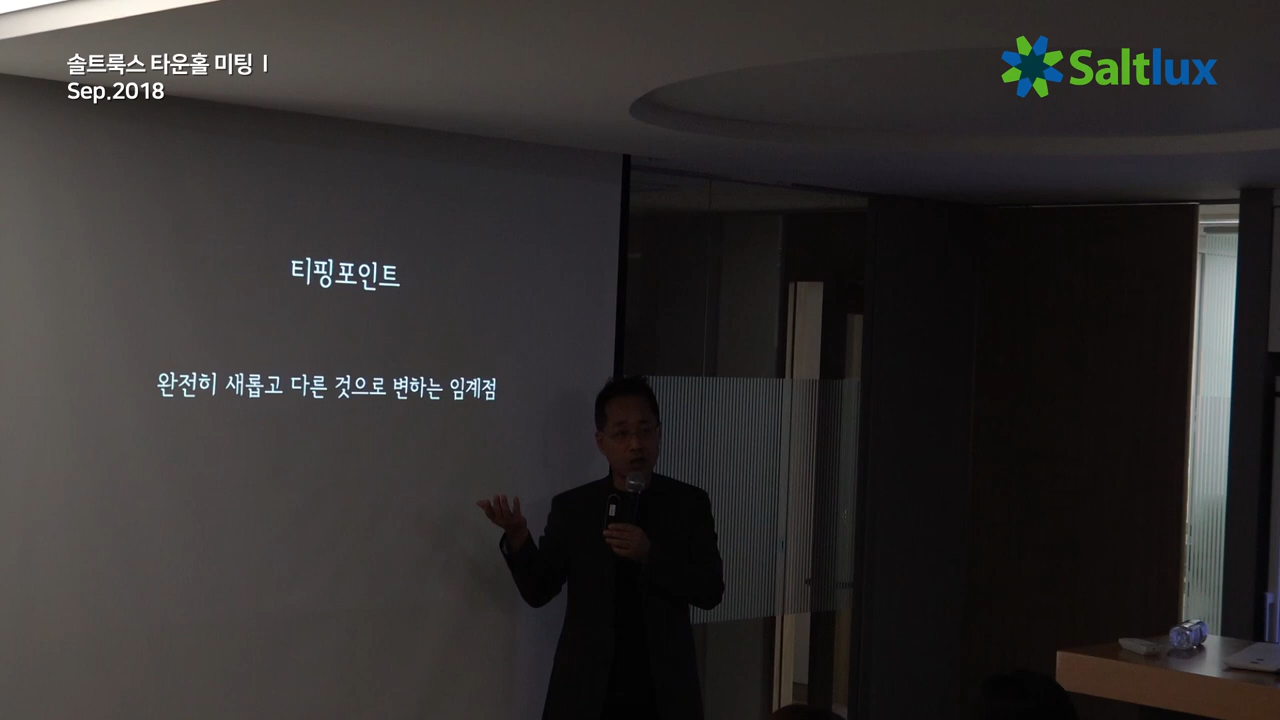 솔트룩스 타운홀 미팅 I
Sep.2018
Saltlux
티핑포인트
완전히 새롭고 다른 것으로 변하는 임계점